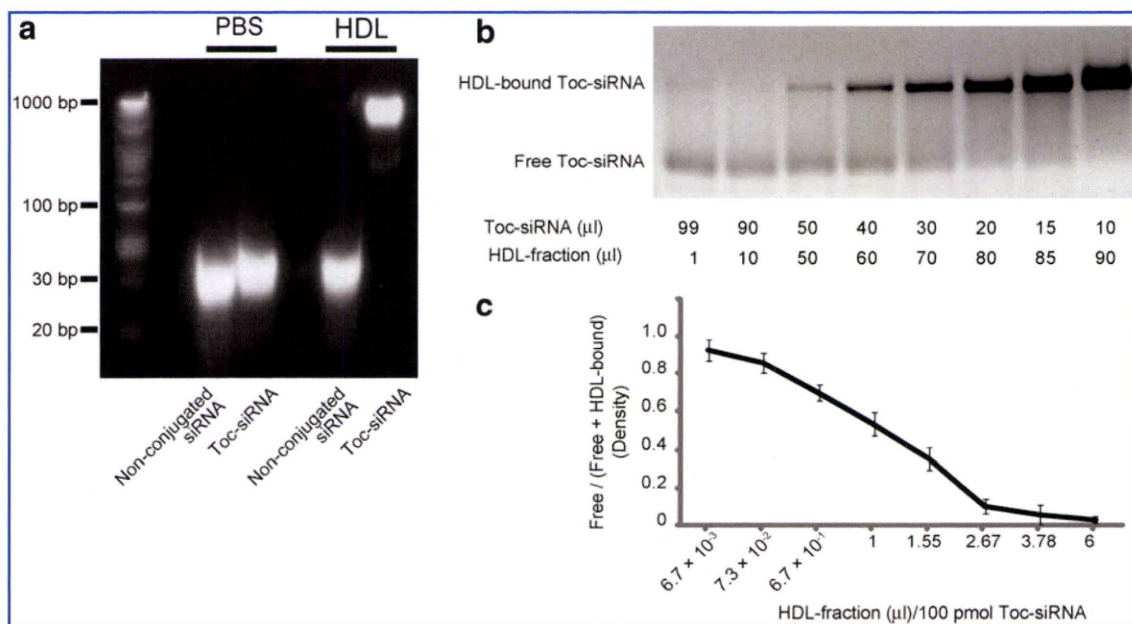 a
PBS HDL
1000 bp
100 bp
30 bp
20 bp
Non-conjugated
siRNA
Toc-siRNA
Non-conjugated
siRNA
Toc-siRNA
b
HDL-bound Toc-siRNA
Free Toc-siRNA
Toc-siRNA (µl) 99 90 50 40 30 20 15 10
HDL-fraction (µl) 1 10 50 60 70 80 85 90
c
Free / (Free + HDL-bound)
(Density)
1.0
0.8
0.6
0.4
0.2
0
6.7 × 10⁻³ 7.3 × 10⁻² 6.7 × 10⁻¹ 1 1.55 2.67 3.78 6
HDL-fraction (µl)/100 pmol Toc-siRNA